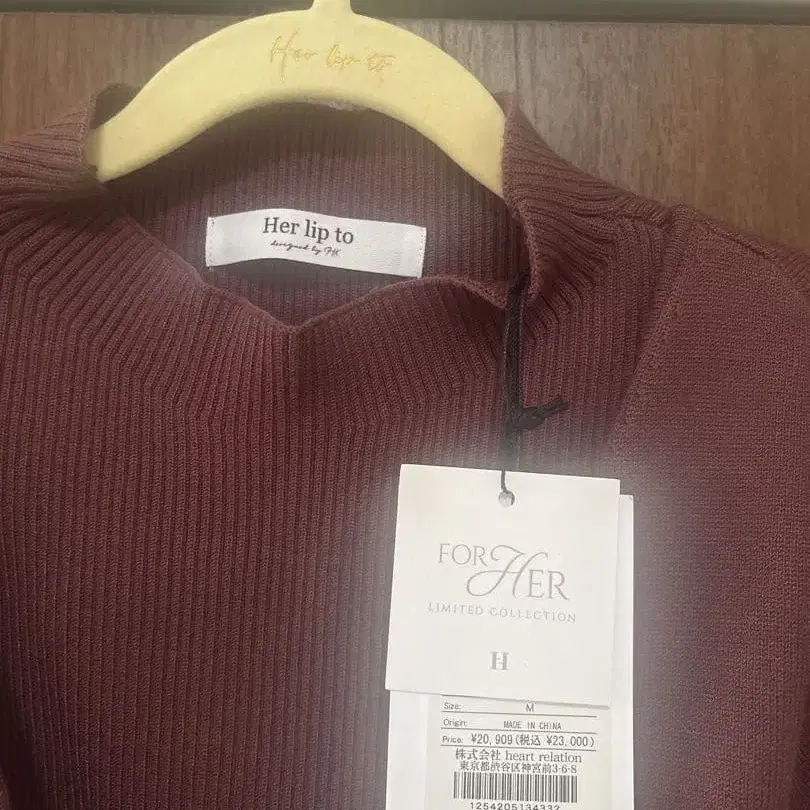 Her lip to
Her lip to
designed by HK
FOR HER
LIMITED COLLECTION
H
Size: M
Origin: MADE IN CHINA
Price: ¥20,909(税込 ¥23,000)
株式会社 heart relation
東京都渋谷区神宮前3-6-8
1254205134332